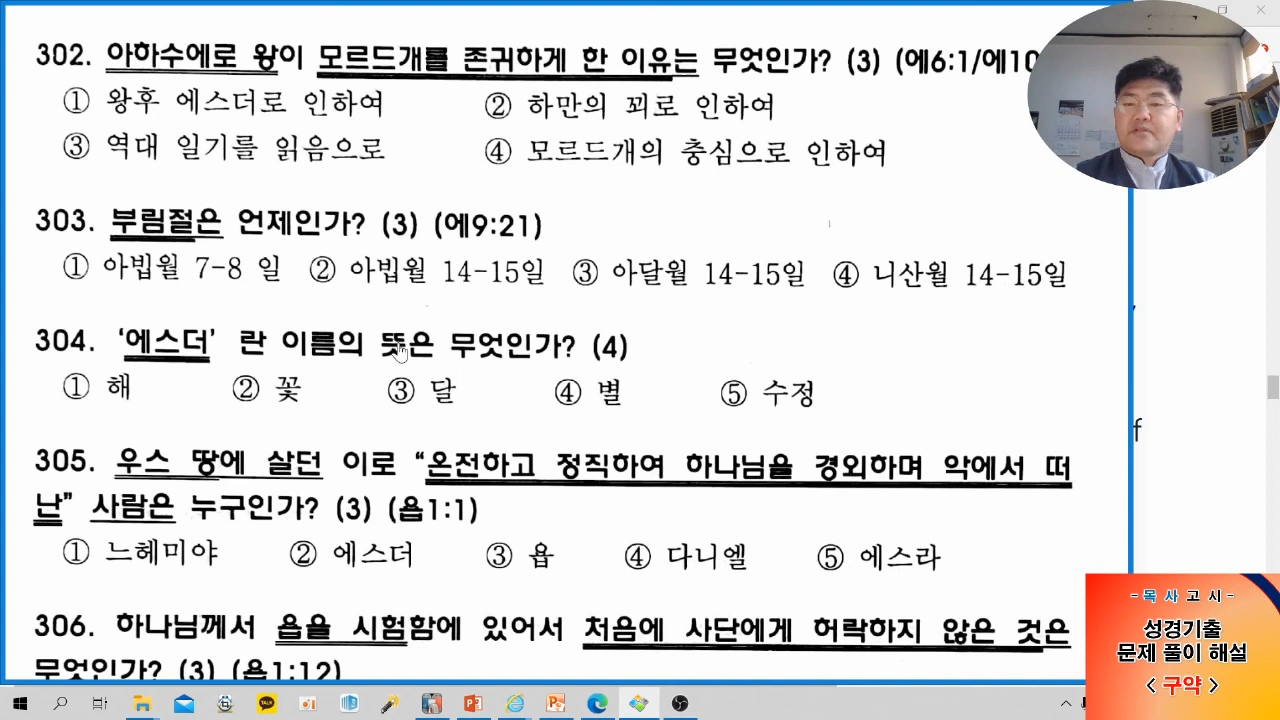 302. 아하수에로 왕이 모르드개를 존귀하게 한 이유는 무엇인가? (3) (에6:1/에10
① 왕후 에스더로 인하여 ② 하만의 꾀로 인하여
③ 역대 일기를 읽음으로 ④ 모르드개의 충심으로 인하여
303. 부림절은 언제인가? (3) (에9:21)
① 아빕월 7-8 일 ② 아빕월 14-15일 ③ 아달월 14-15일 ④ 니산월 14-15일
304. ‘에스더’ 란 이름의 뜻은 무엇인가? (4)
① 해 ② 꽃 ③ 달 ④ 별 ⑤ 수정
305. 우스 땅에 살던 이로 “온전하고 정직하여 하나님을 경외하며 악에서 떠
난” 사람은 누구인가? (3) (욥1:1)
① 느헤미야 ② 에스더 ③ 욥 ④ 다니엘 ⑤ 에스라
306. 하나님께서 욥을 시험함에 있어서 처음에 사단에게 허락하지 않은 것은
무엇인가? (3) (욥1:12)
f
- 목 사 고 시 -
성경기출
문제 풀이 해설
< 구약 >
TALK